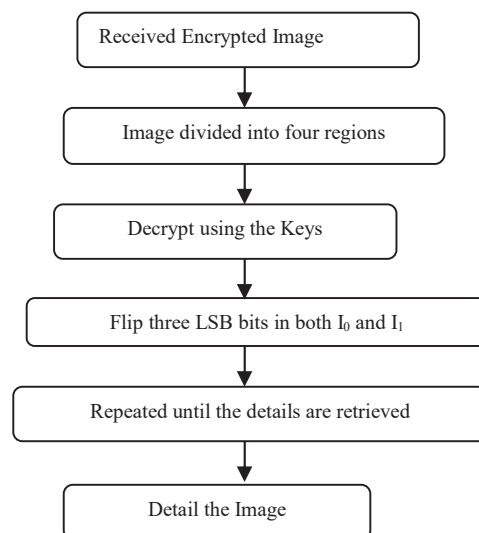 Received Encrypted Image
Image divided into four regions
Decrypt using the Keys
Flip three LSB bits in both I₀ and I₁
Repeated until the details are retrieved
Detail the Image